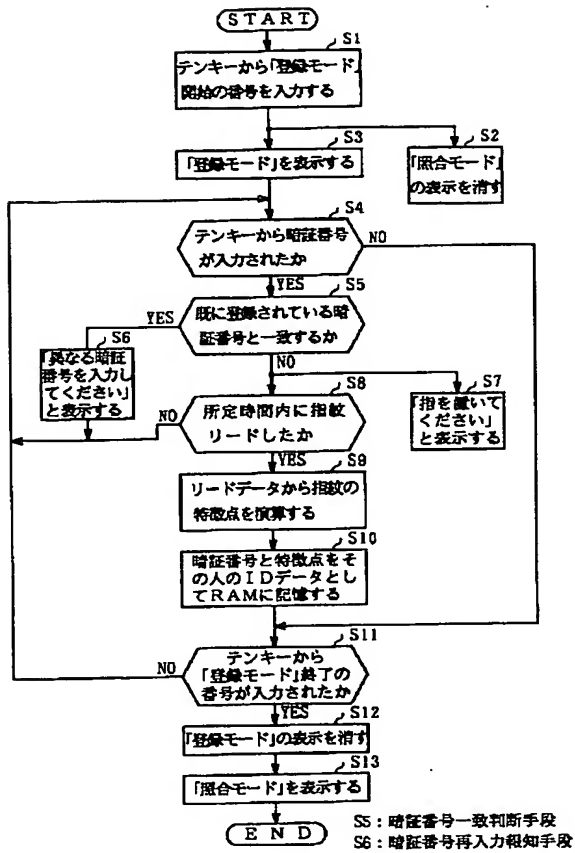 START
S1
テンキーから「登録モード」
開始の番号を入力する
S3
「登録モード」を表示する
S2
「照合モード」
の表示を消す
S4
テンキーから暗証番号
が入力されたか
NO
YES
S5
既に登録されている暗
証番号と一致するか
YES
S6
「異なる暗証
番号を入力し
てください」
と表示する
NO
S7
「指を置いて
ください」
と表示する
S8
所定時間内に指紋
リードしたか
NO
YES
S9
リードデータから指紋の
特徴点を演算する
S10
暗証番号と特徴点をそ
の人のIDデータとし
てRAMに記憶する
S11
テンキーから
「登録モード」終了の
番号が入力されたか
NO
YES
S12
「登録モード」の表示を消す
S13
「照合モード」を表示する
END
S5:暗証番号一致判断手段
S6:暗証番号再入力報知手段